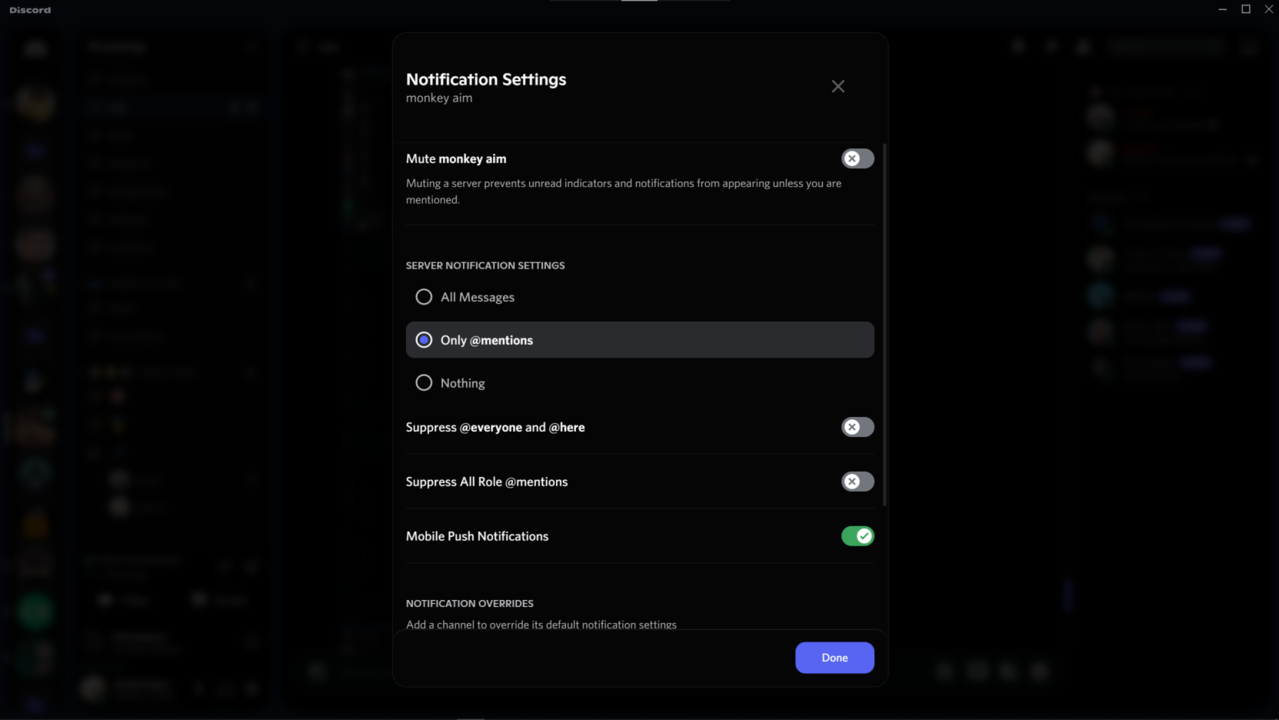 Discord
Notification Settings
monkey aim
Mute monkey aim
Muting a server prevents unread indicators and notifications from appearing unless you are
mentioned.
SERVER NOTIFICATION SETTINGS
All Messages
Only @mentions
Nothing
Suppress @everyone and @here
Suppress All Role @mentions
Mobile Push Notifications
NOTIFICATION OVERRIDES
Add a channel to override its default notification settings
Done